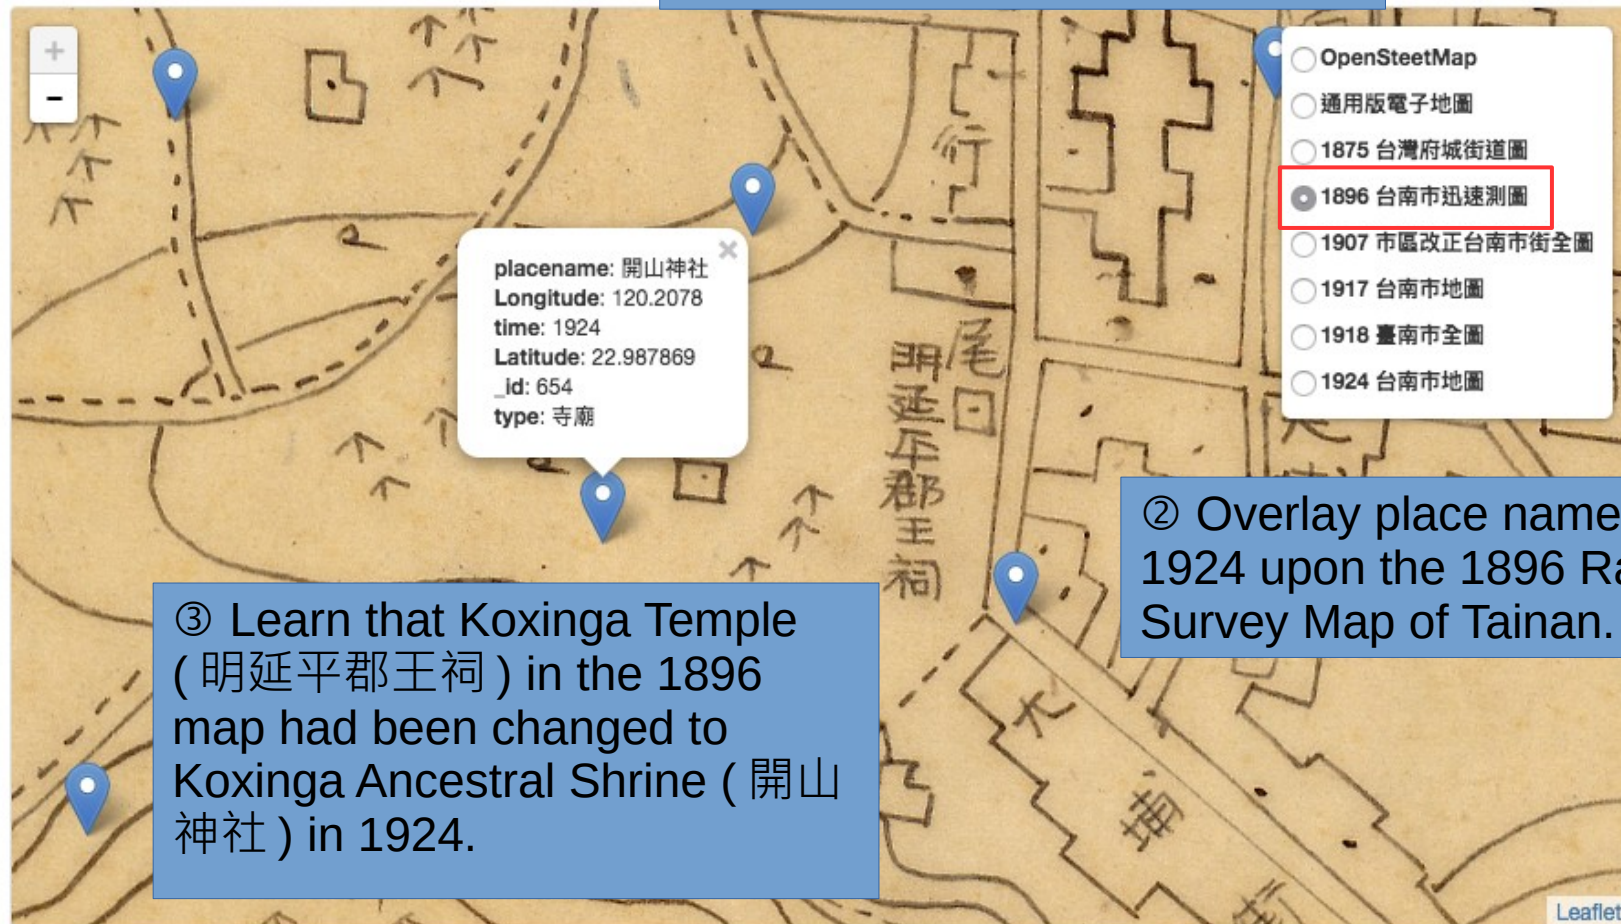 +
-
OpenSteetMap
通用版電子地圖
1875 台灣府城街道圖
1896 台南市迅速測圖
1907 市區改正台南市街全圖
1917 台南市地圖
1918 臺南市全圖
1924 台南市地圖
行
尾口
明延平郡王祠
placename: 開山神社
Longitude: 120.2078
time: 1924
Latitude: 22.987869
_id: 654
type: 寺廟
② Overlay place name
1924 upon the 1896 Ra
Survey Map of Tainan.
③ Learn that Koxinga Temple
( 明延平郡王祠 ) in the 1896
map had been changed to
Koxinga Ancestral Shrine ( 開山
神社 ) in 1924.
大埔
Leaflet